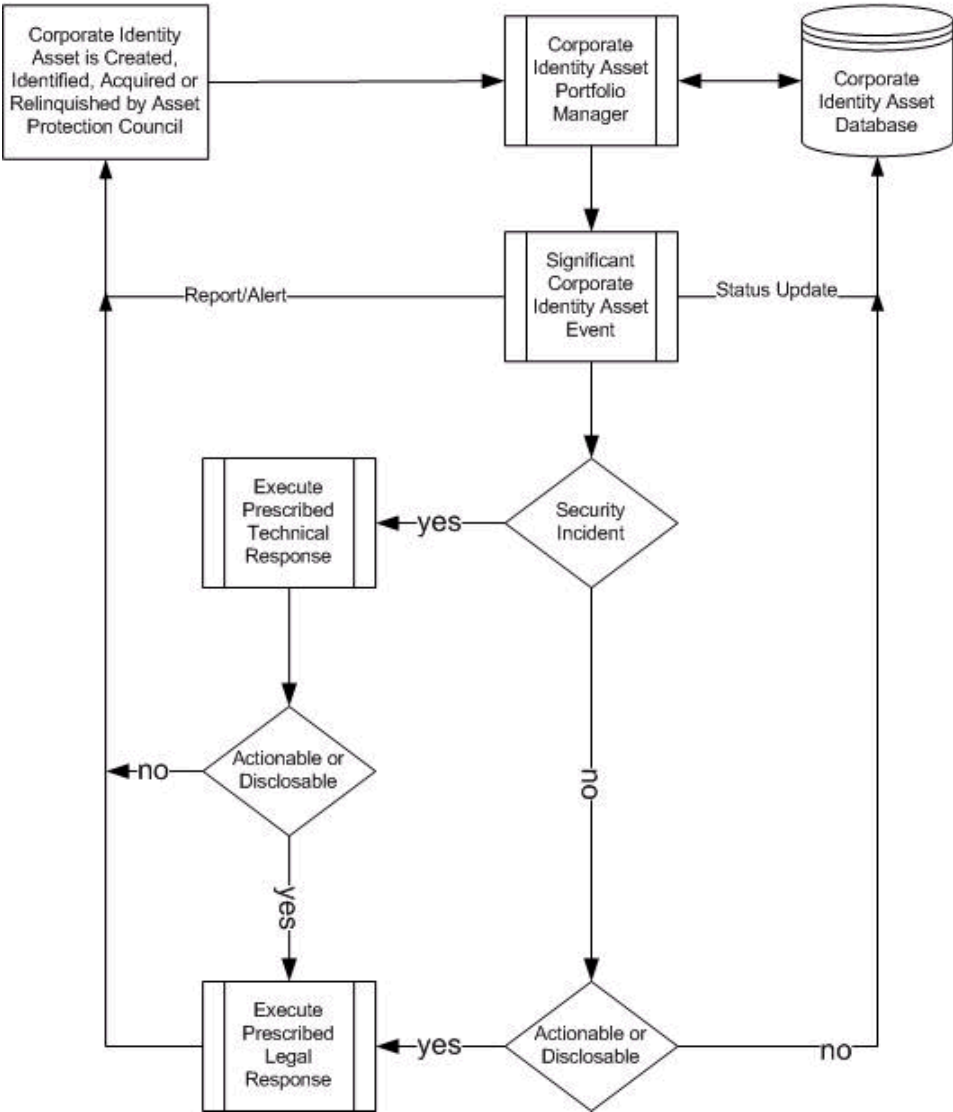 Corporate Identity
Asset is Created,
Identified, Acquired or
Relinquished by Asset
Protection Council
Corporate
Identity Asset
Portfolio
Manager
Corporate
Identity Asset
Database
Report/Alert
Significant
Corporate
Identity Asset
Event
Status Update
Execute
Prescribed
Technical
Response
yes
Security
Incident
no
Actionable or
Disclosable
no
yes
Execute
Prescribed
Legal
Response
yes
Actionable or
Disclosable
no